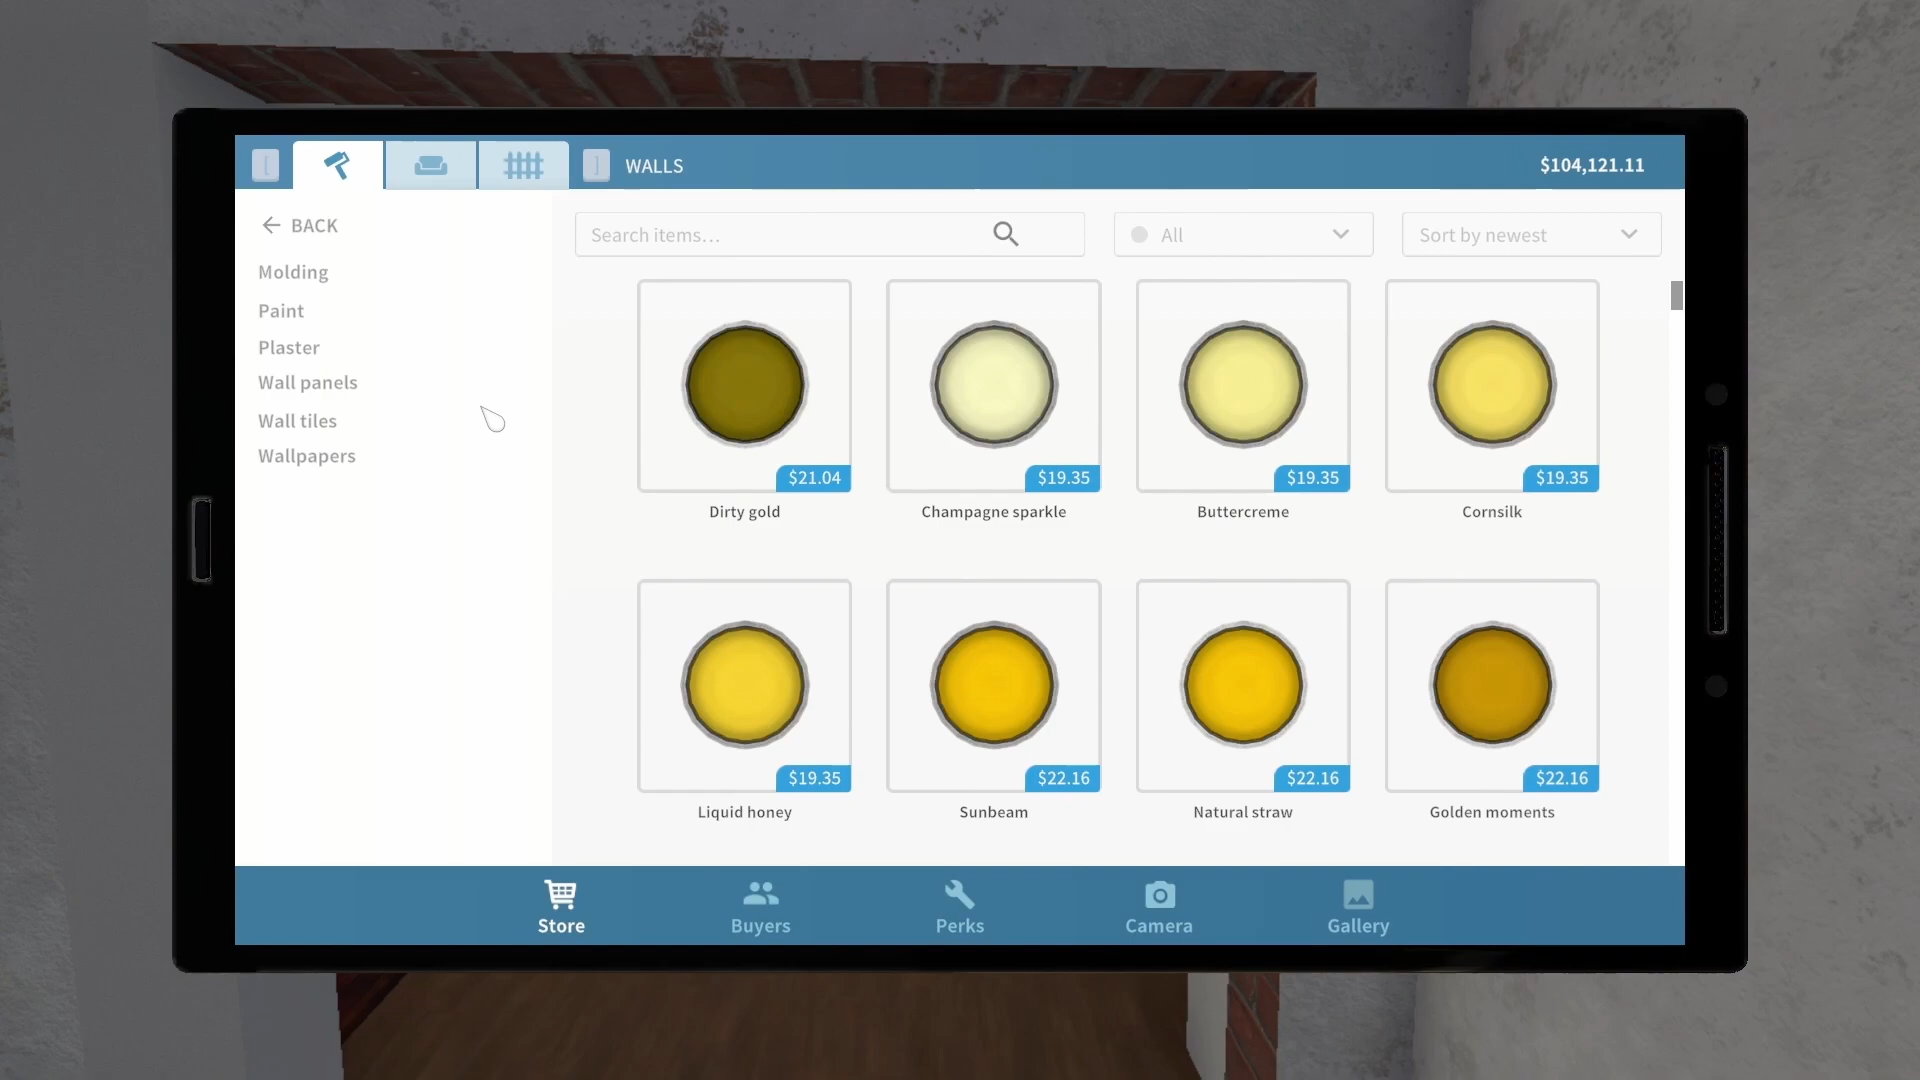 [
]
WALLS
$104,121.11
BACK
Molding
Paint
Plaster
Wall panels
Wall tiles
Wallpapers
Search items...
All
Sort by newest
$21.04
$19.35
$19.35
$19.35
Dirty gold
Champagne sparkle
Buttercreme
Cornsilk
$19.35
$22.16
$22.16
$22.16
Liquid honey
Sunbeam
Natural straw
Golden moments
Store
Buyers
Perks
Camera
Gallery